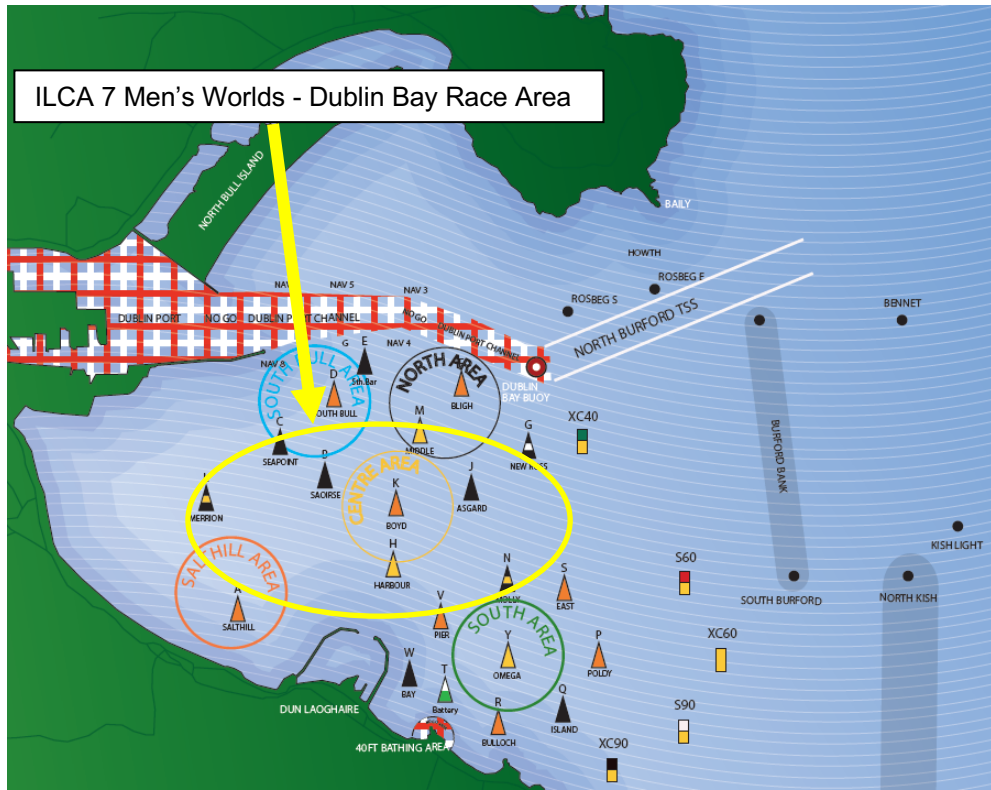 ILCA 7 Men's Worlds - Dublin Bay Race Area
NORTH BULL ISLAND
BAILY
HOWTH
ROSBEG E
ROSBEG S
BENNET
NORTH BURFORD TSS
NAV 5
NAV 3
DUBLIN PORT
NO GO
DUBLIN PORT CHANNEL
NO GO
DUBLIN PORT CHANNEL
G
E
NAV 4
5th.Bar
NAV 8
SOUTH BULL AREA
D
SOUTH BULL
NORTH AREA
BLIGH
DUBLIN
BAY BUOY
M
MIDDLE
C
SEAPOINT
G
XC40
BURFORD BANK
SAOIRSE
CENTRE AREA
K
BOYD
J
ASGARD
MERRION
KISH LIGHT
H
HARBOUR
N
S
EAST
S60
SOUTH BURFORD
NORTH KISH
SALTHILL AREA
A
SALTHILL
V
PIER
SOUTH AREA
Y
OMEGA
P
POLDY
XC60
W
BAY
T
Battery
DUN LAOGHAIRE
Q
ISLAND
R
BULLOCH
S90
40FT BATHING AREA
XC90